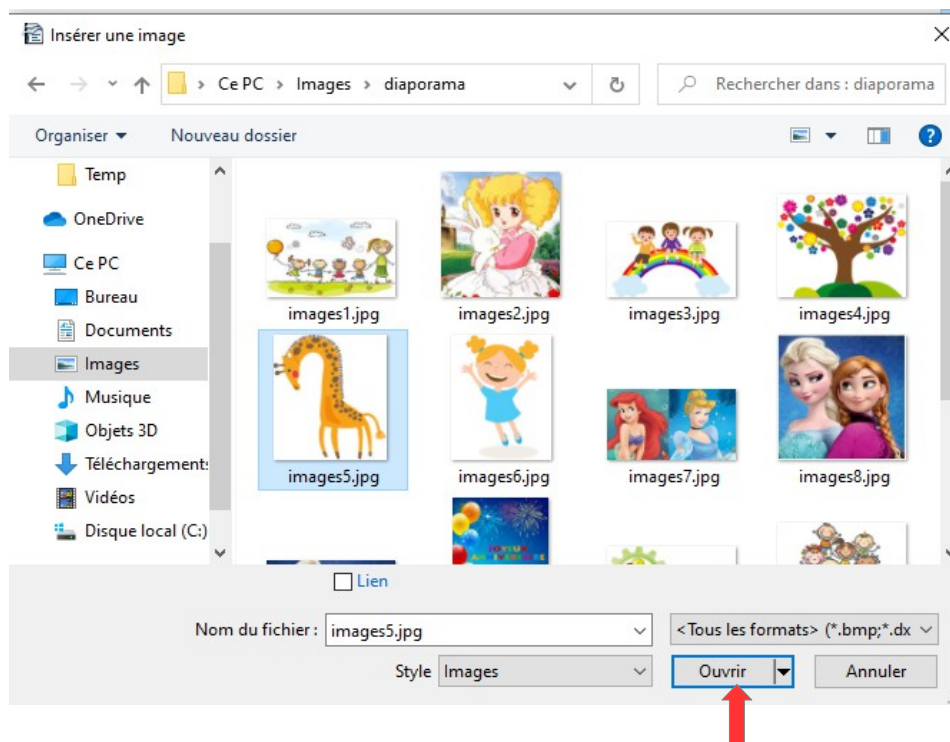 Insérer une image
Ce PC > Images > diaporama
Rechercher dans : diaporama
Organiser
Nouveau dossier
Temp
OneDrive
Ce PC
Bureau
Documents
Images
Musique
Objets 3D
Téléchargements
Vidéos
Disque local (C:)
images1.jpg
images2.jpg
images3.jpg
images4.jpg
images5.jpg
images6.jpg
images7.jpg
images8.jpg
JOYEUX
ANNIVERSAIRE
Lien
Nom du fichier : images5.jpg
<Tous les formats> (*.bmp;*.dx
Style Images
Ouvrir
Annuler